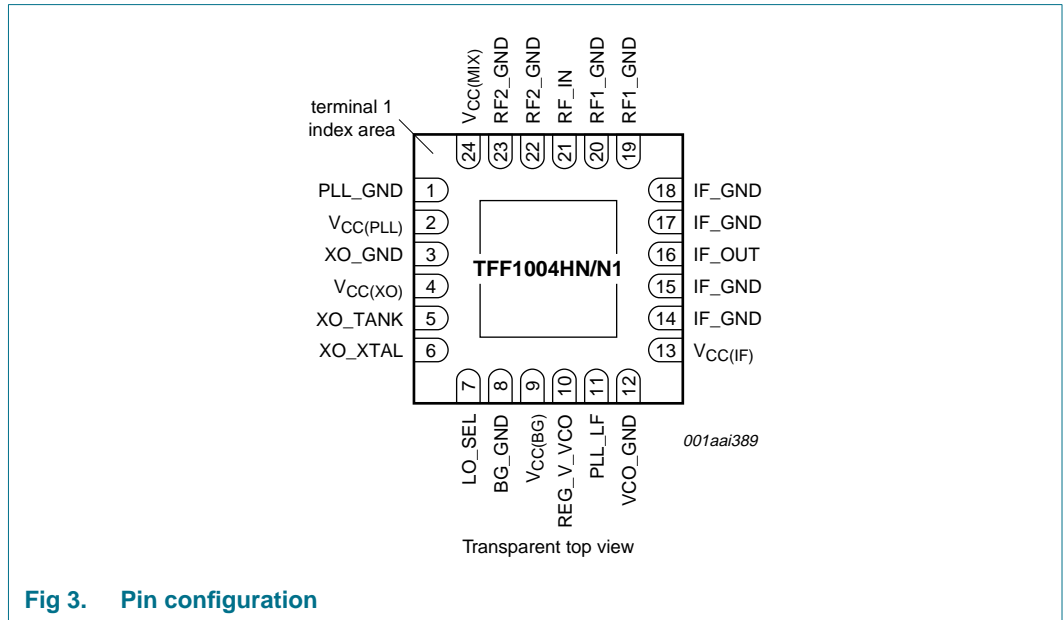 VCC(MIX)
RF2_GND
RF2_GND
RF_IN
RF1_GND
RF1_GND
terminal 1
index area
24 23 22 21 20 19
PLL_GND 1
VCC(PLL) 2
XO_GND 3
VCC(XO) 4
XO_TANK 5
XO_XTAL 6
TFF1004HN/N1
18 IF_GND
17 IF_GND
16 IF_OUT
15 IF_GND
14 IF_GND
13 VCC(IF)
7 8 9 10 11 12
LO_SEL
BG_GND
VCC(BG)
REG_V_VCO
PLL_LF
VCO_GND
001aai389
Transparent top view
Fig 3. Pin configuration